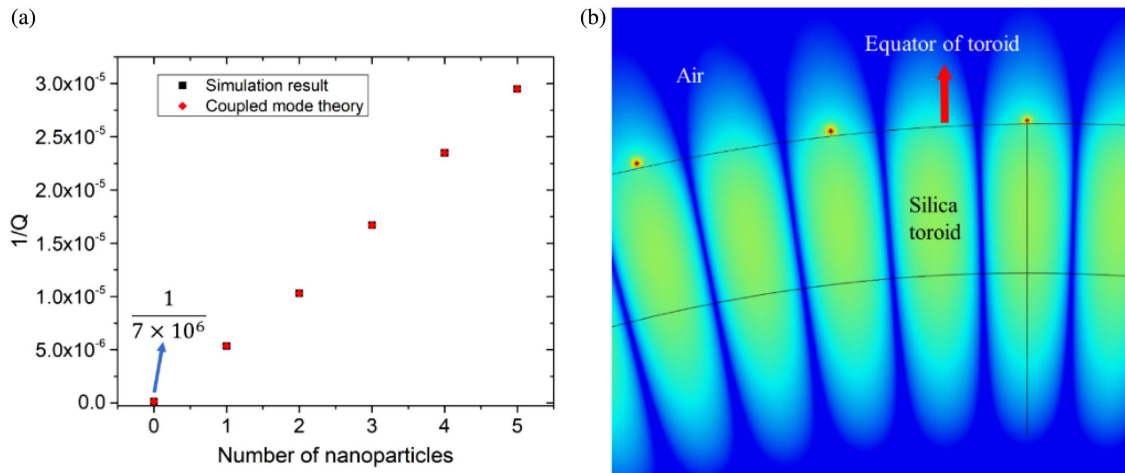 (a)
3.0x10⁻⁵
2.5x10⁻⁵
2.0x10⁻⁵
1.5x10⁻⁵
1.0x10⁻⁵
5.0x10⁻⁶
0.0
1/Q
Simulation result
Coupled mode theory
1
7 × 10⁶
0 1 2 3 4 5
Number of nanoparticles
(b)
Equator of toroid
Air
Silica
toroid